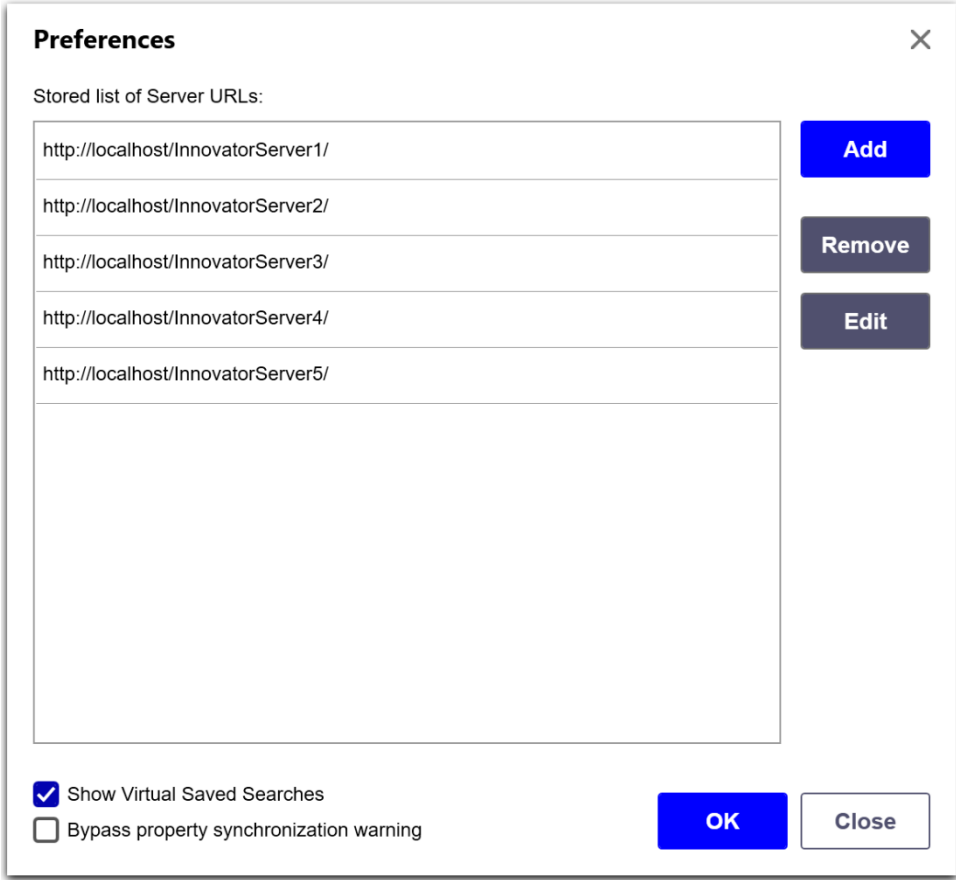 Preferences
Stored list of Server URLs:
http://localhost/InnovatorServer1/
Add
http://localhost/InnovatorServer2/
Remove
http://localhost/InnovatorServer3/
http://localhost/InnovatorServer4/
Edit
http://localhost/InnovatorServer5/
Show Virtual Saved Searches
Bypass property synchronization warning
OK
Close